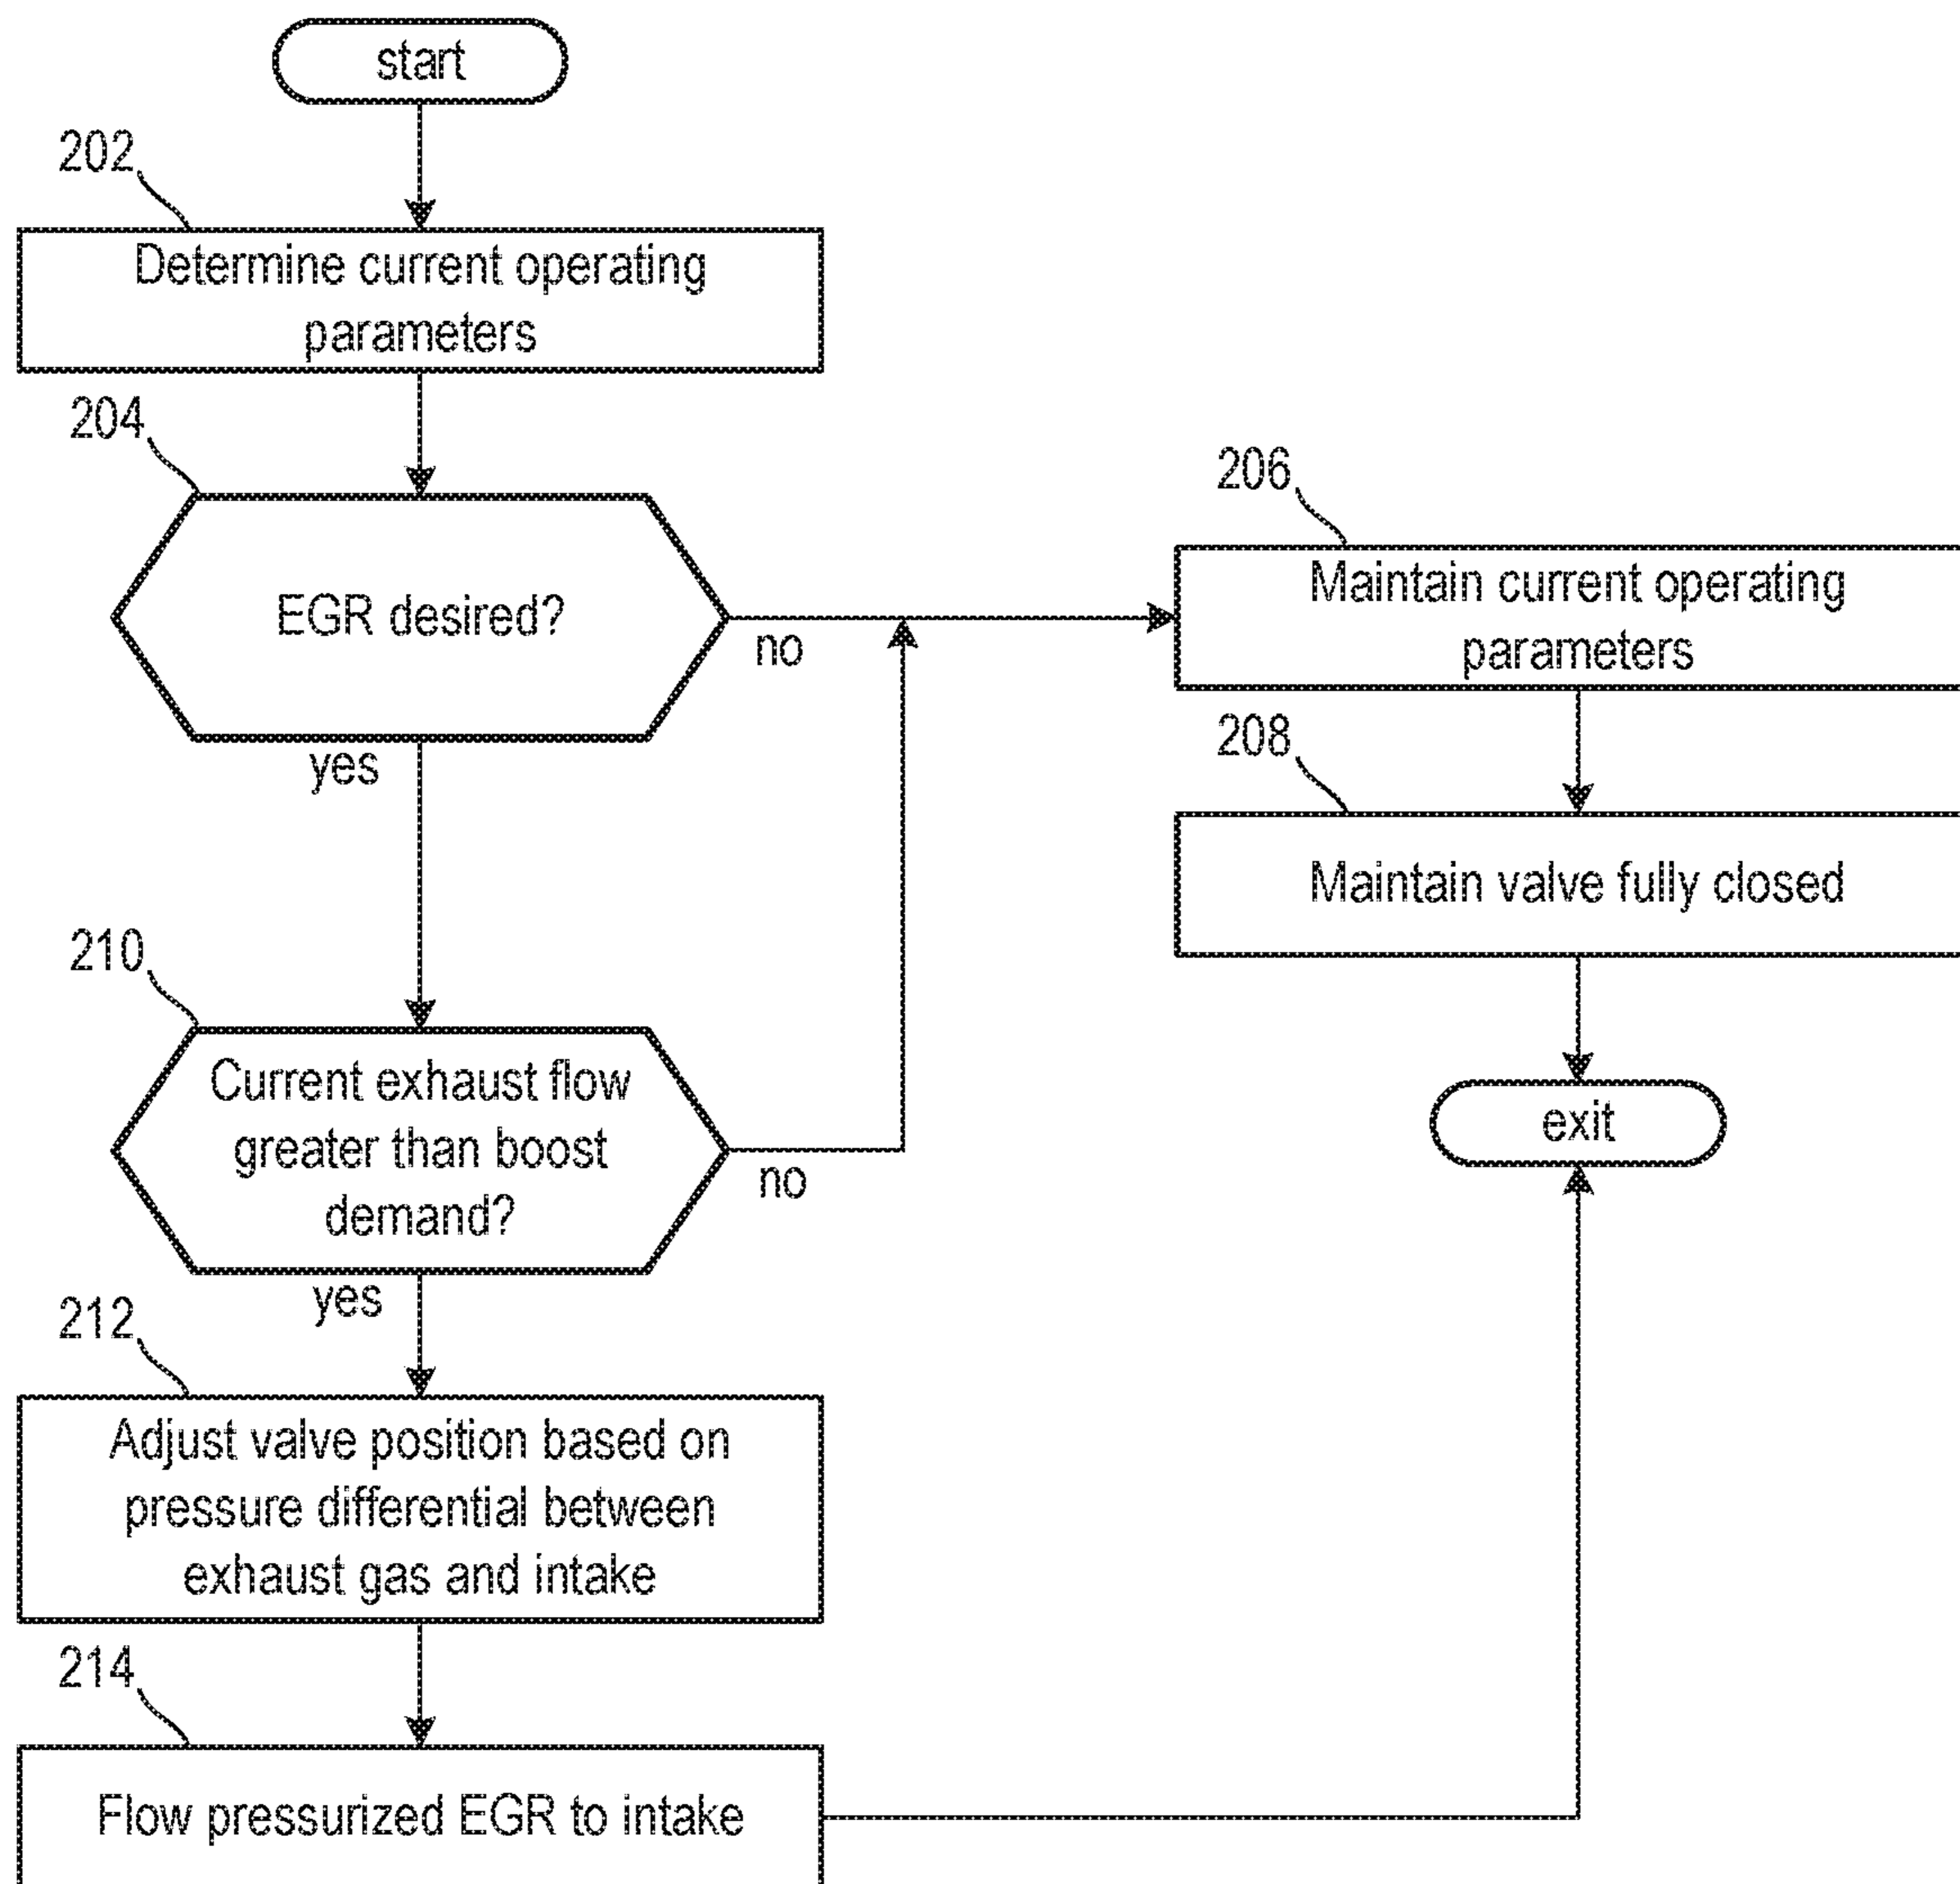 start
202
Determine current operating
parameters
204
EGR desired?
no
yes
206
Maintain current operating
parameters
208
Maintain valve fully closed
exit
210
Current exhaust flow
greater than boost
demand?
no
yes
212
Adjust valve position based on
pressure differential between
exhaust gas and intake
214
Flow pressurized EGR to intake